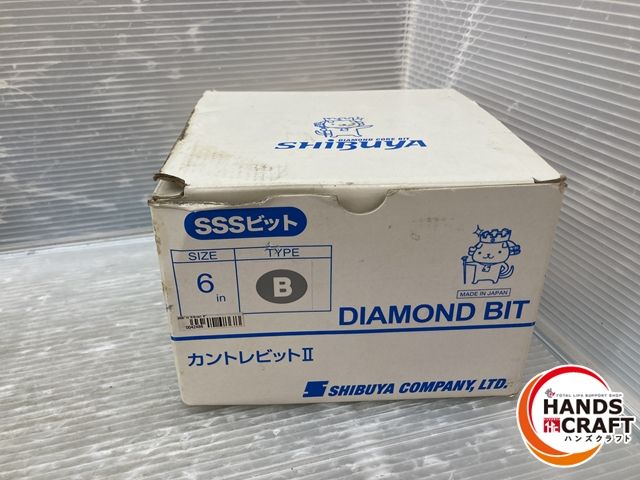 DIAMOND CORE BIT
SHIBUYA
SSSビット
SIZE
TYPE
6 in
B
0042486
MADE IN JAPAN
DIAMOND BIT
カントレビットⅡ
SHIBUYA COMPANY, LTD.
TOTAL LIFE SUPPORT SHOP
HANDS
CRAFT
ハンズクラフト